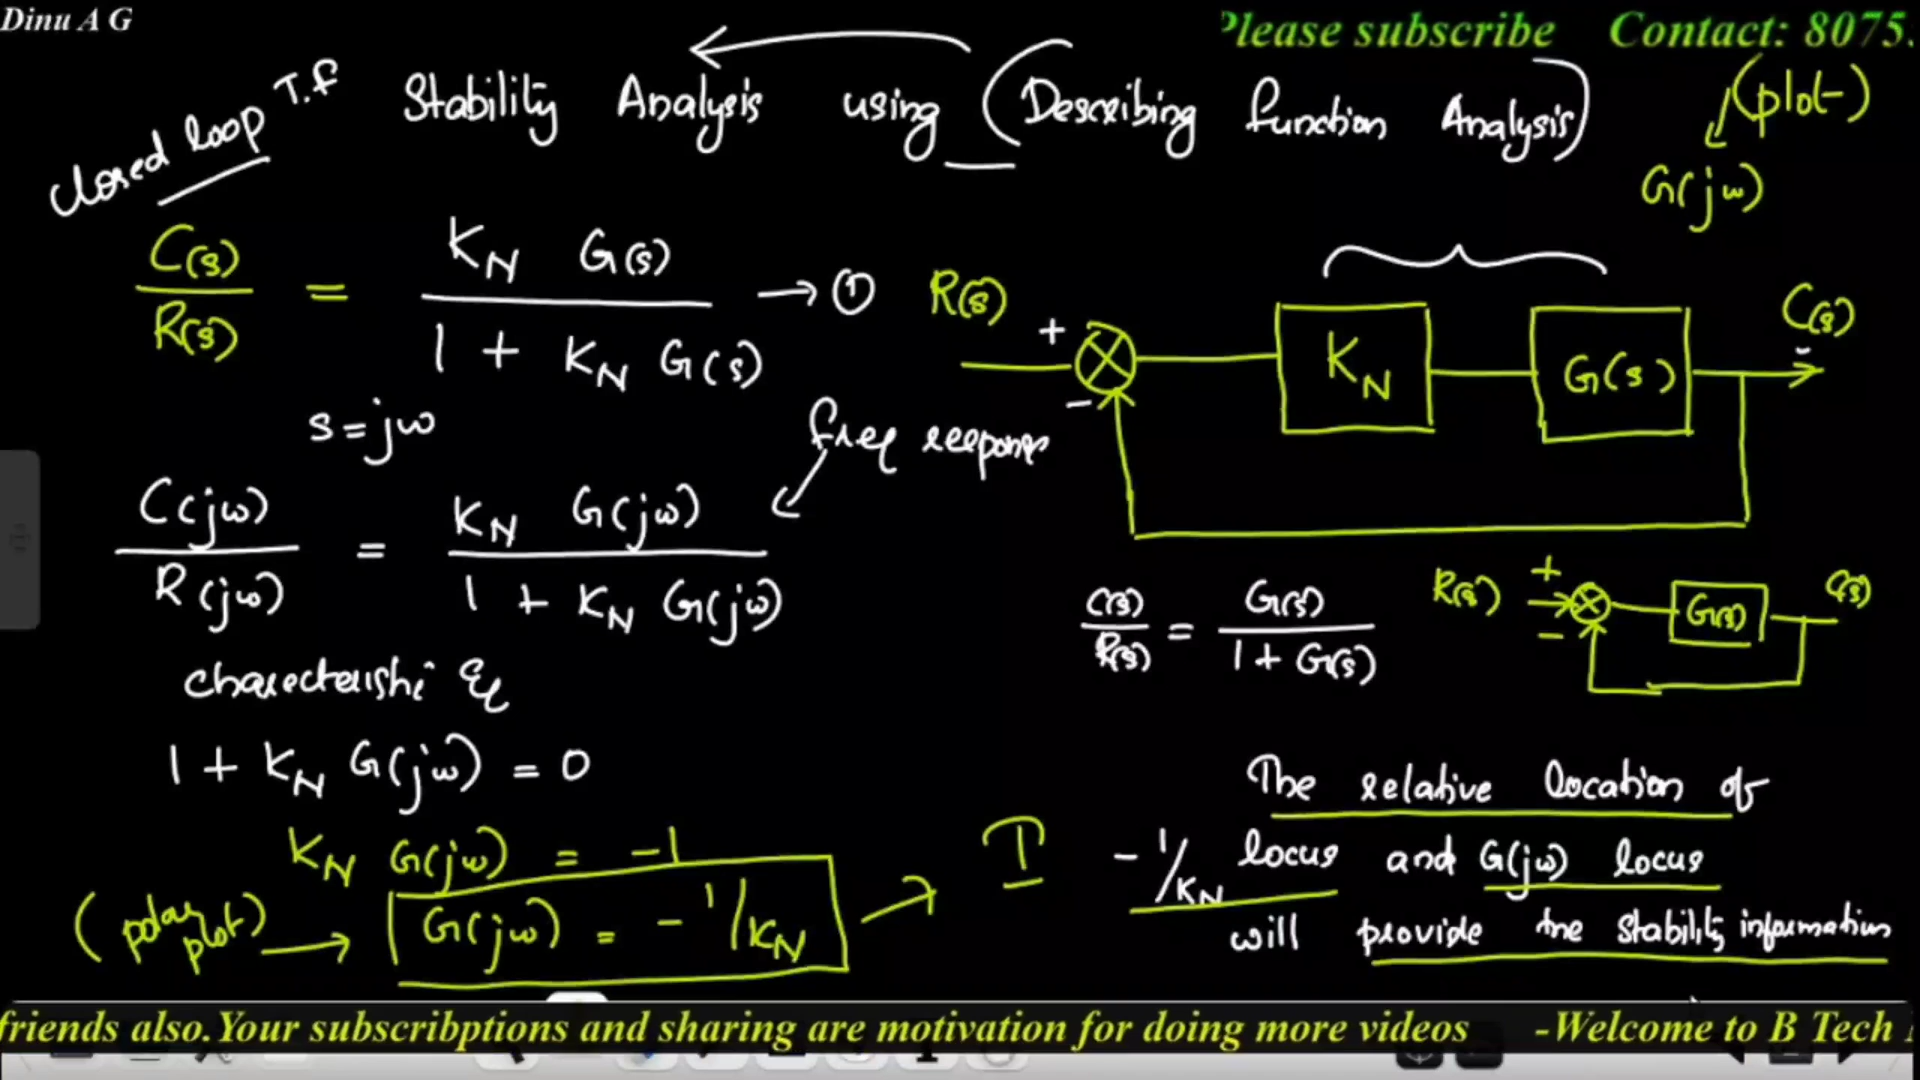 Dinu A G
Please subscribe Contact: 8075.
closed loop T.f
Stability Analysis using (Describing function Analysis)
(plot)
G(jω)
C(s)/R(s) = K_N G(s) / 1 + K_N G(s) → ①
R(s) + - K_N G(s) C(s)
s = jω
freq response
C(jω)/R(jω) = K_N G(jω) / 1 + K_N G(jω)
C(s)/R(s) = G(s) / 1 + G(s)
R(s) + - G(s) C(s)
1 + K_N G(jω) = 0
K_N G(jω) = -1
(polar plot) → G(jω) = -1/K_N → I
The relative location of
-1/K_N locus and G(jω) locus
will provide the stability information
friends also. Your subscribptions and sharing are motivation for doing more videos -Welcome to B Tech